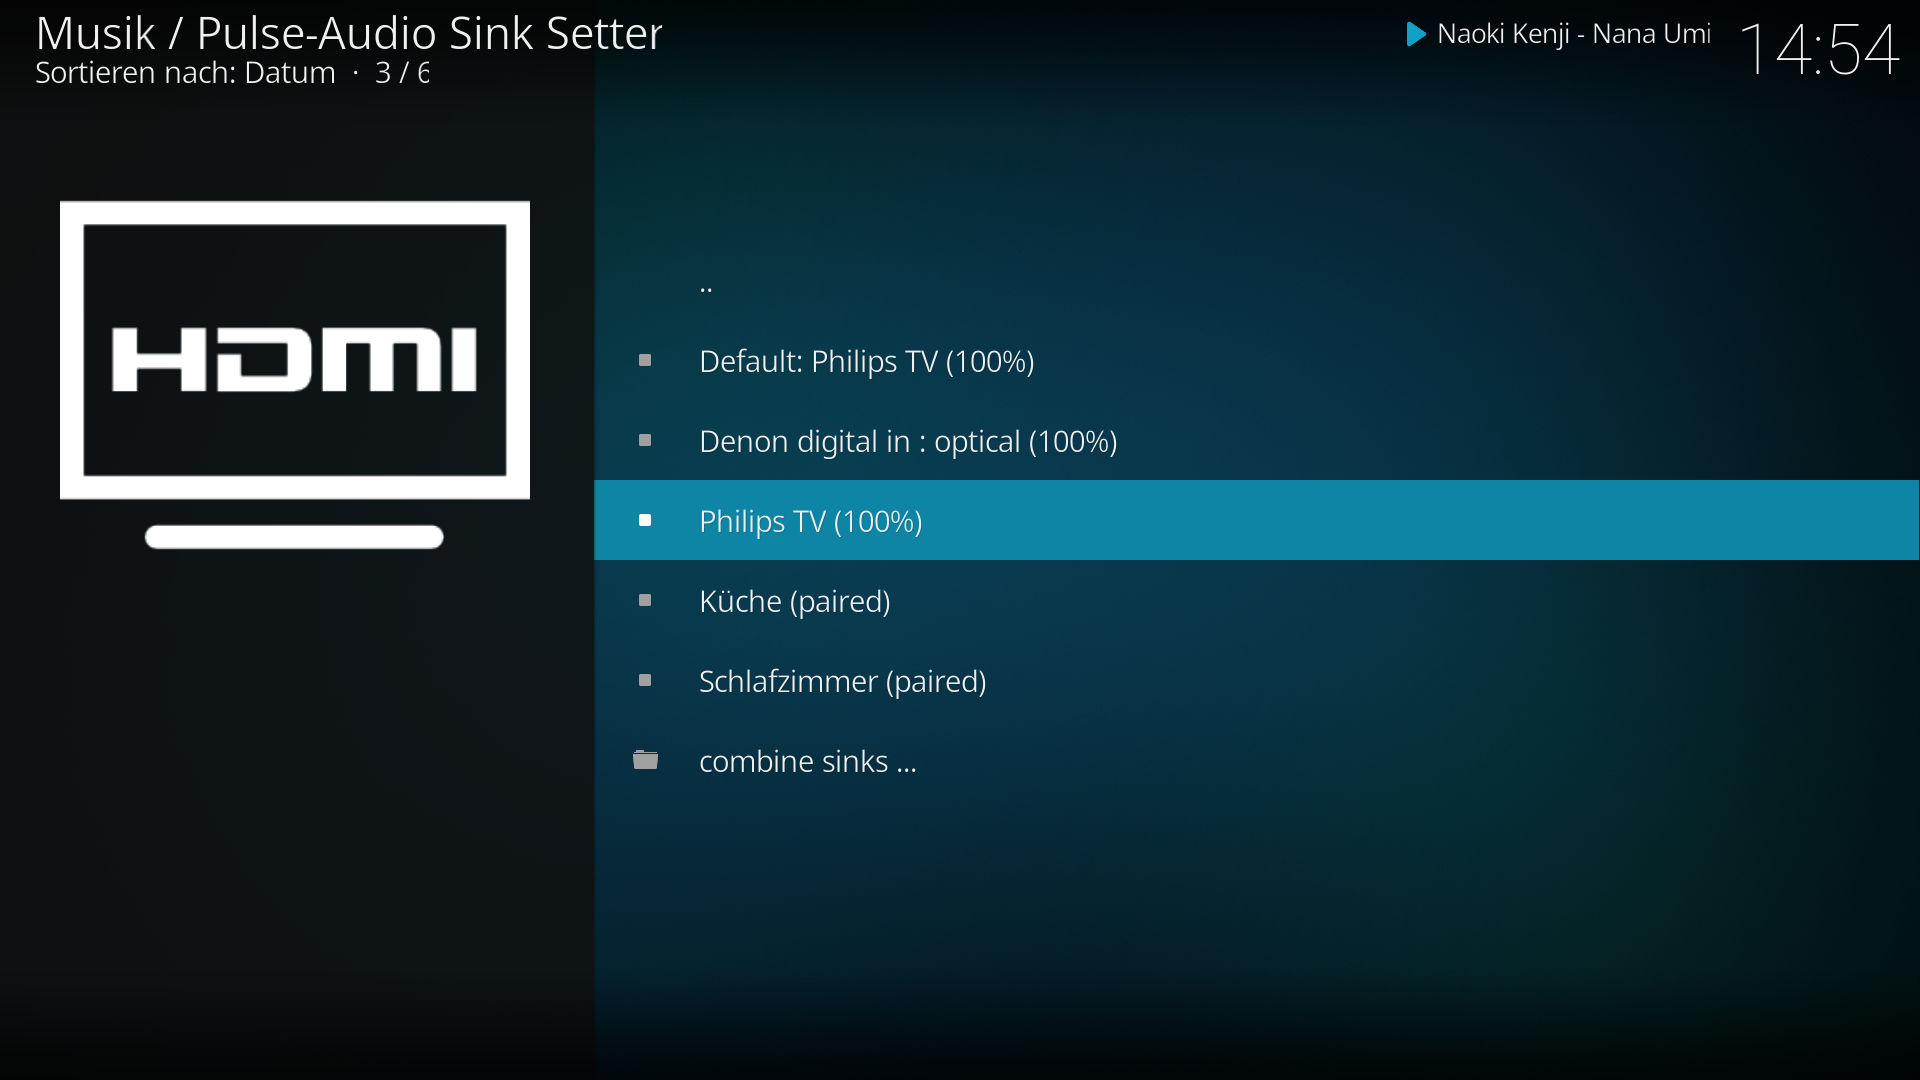 Musik / Pulse-Audio Sink Setter
Sortieren nach: Datum · 3 / 6
Naoki Kenji - Nana Umi
14:54
HDMI
..
Default: Philips TV (100%)
Denon digital in : optical (100%)
Philips TV (100%)
Küche (paired)
Schlafzimmer (paired)
combine sinks ...